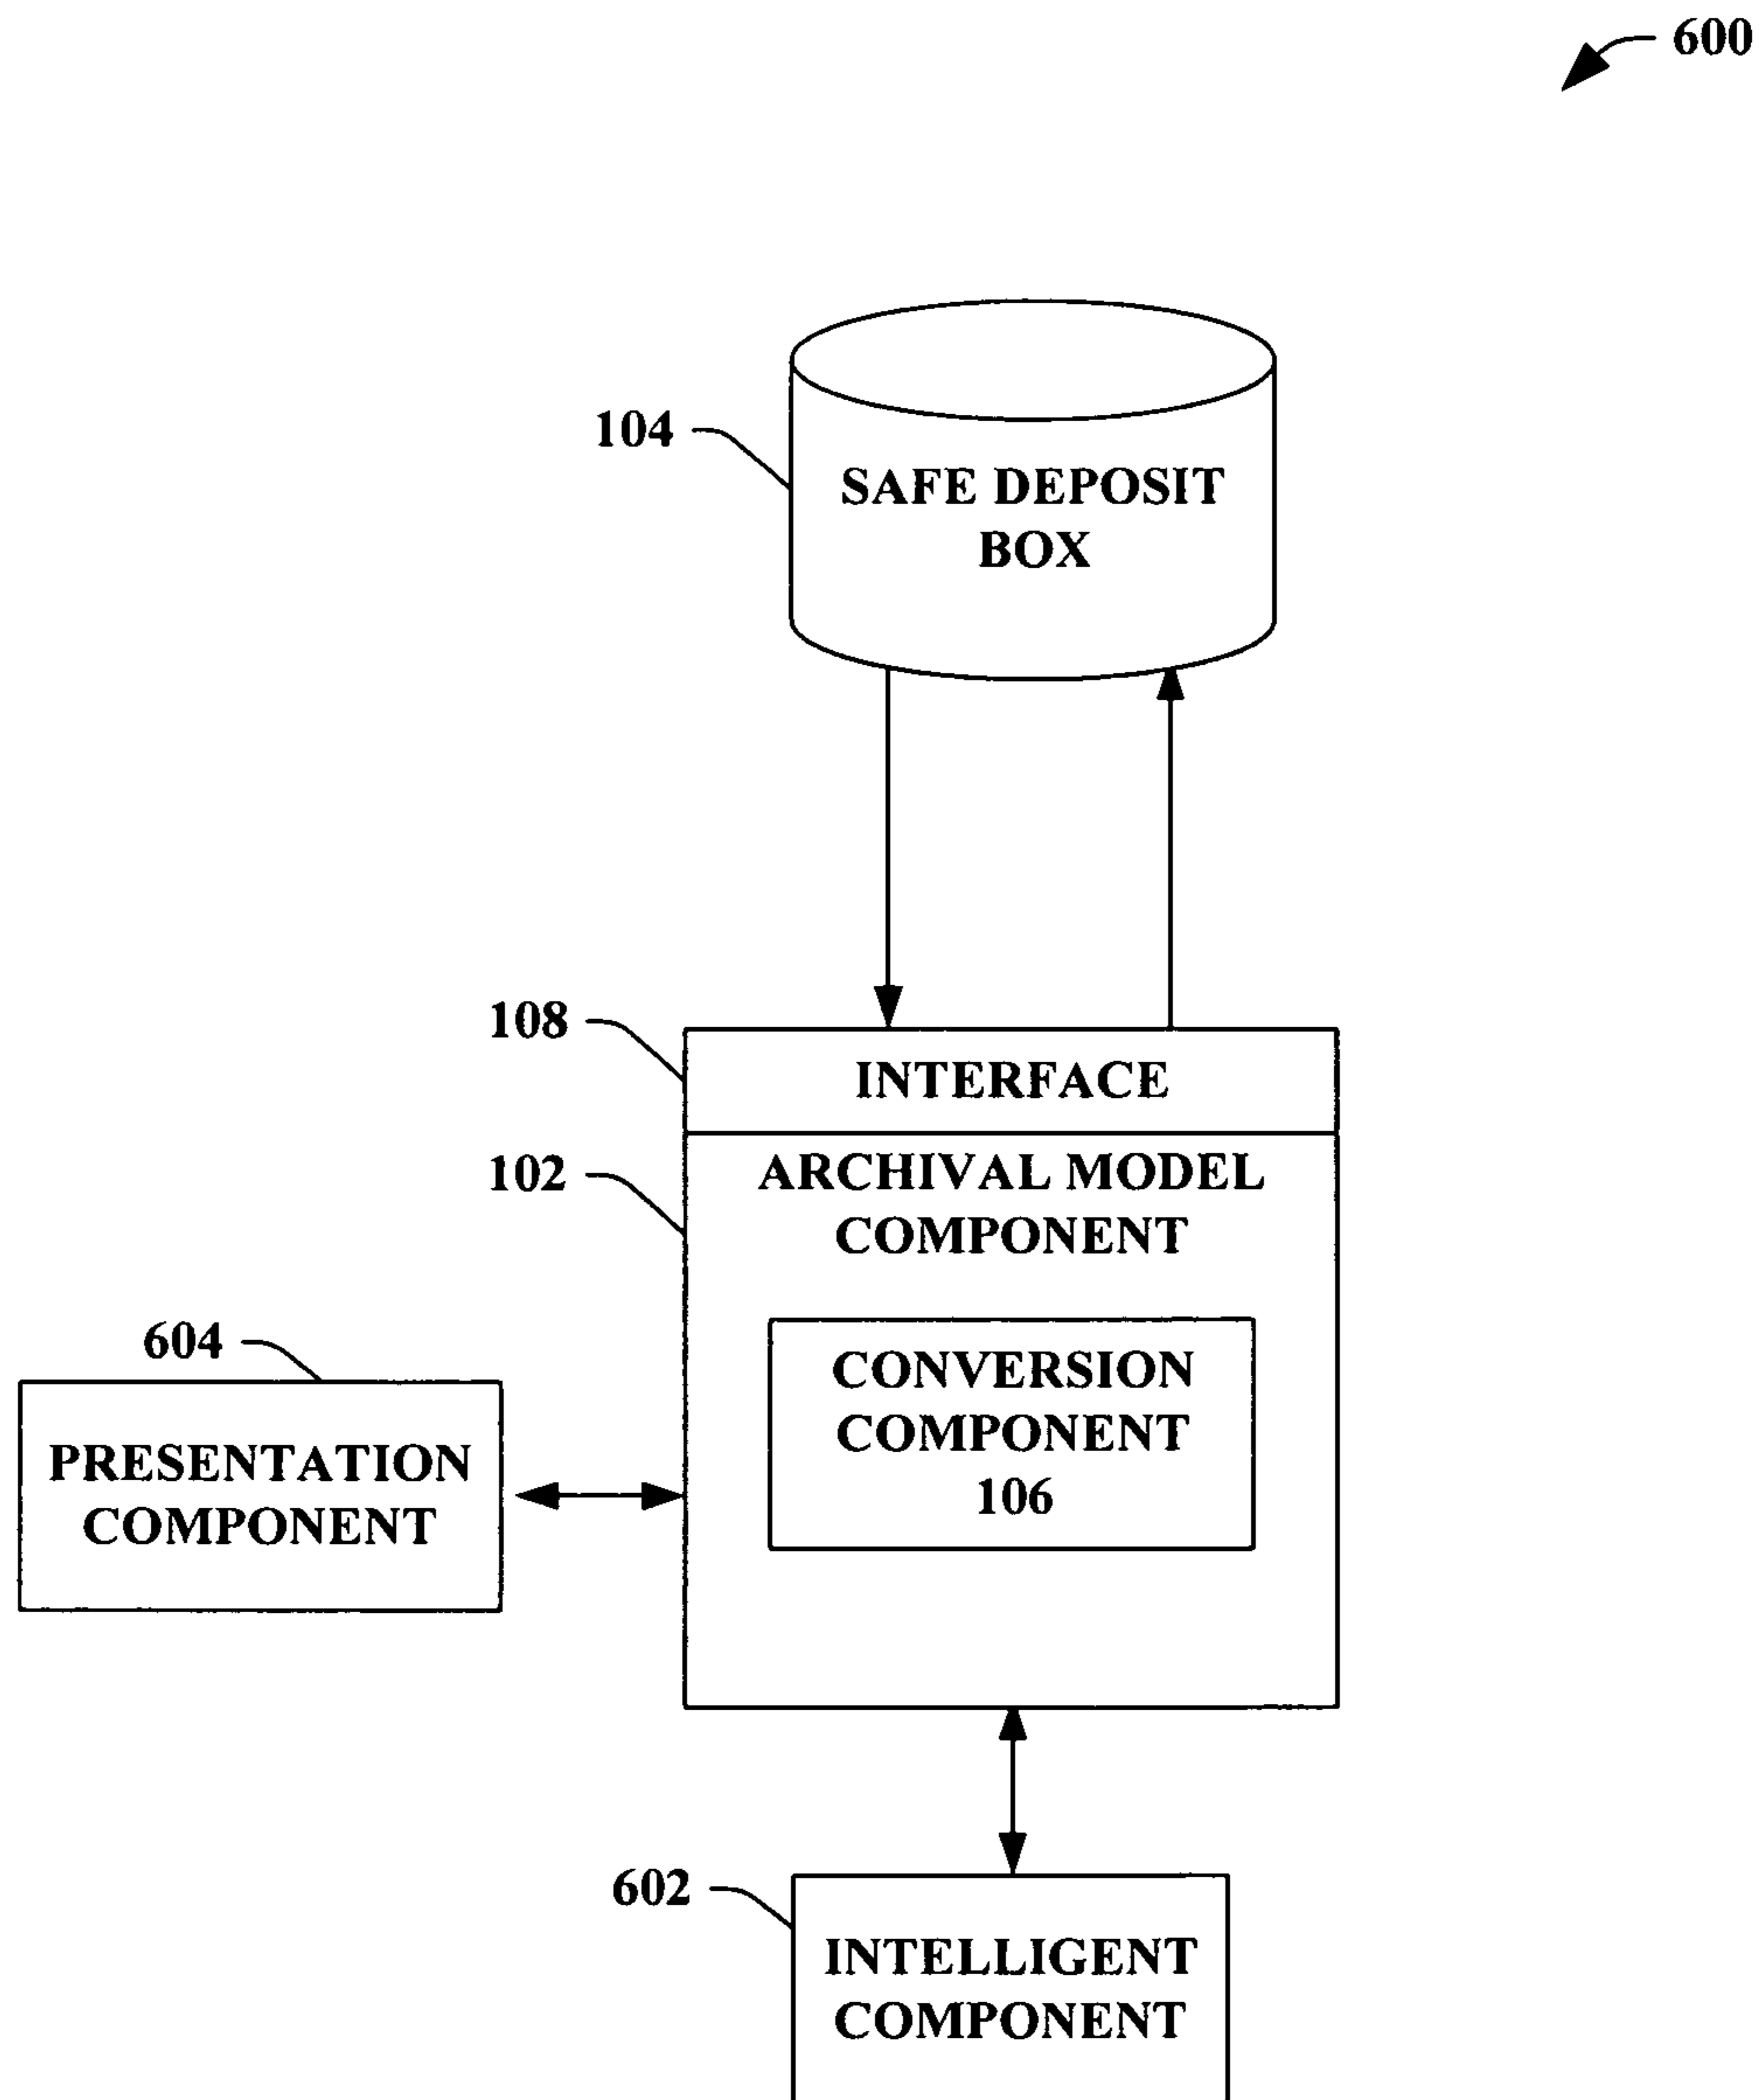 600
104
SAFE DEPOSIT
BOX
108
INTERFACE
102
ARCHIVAL MODEL
COMPONENT
604
CONVERSION
COMPONENT
106
PRESENTATION
COMPONENT
602
INTELLIGENT
COMPONENT